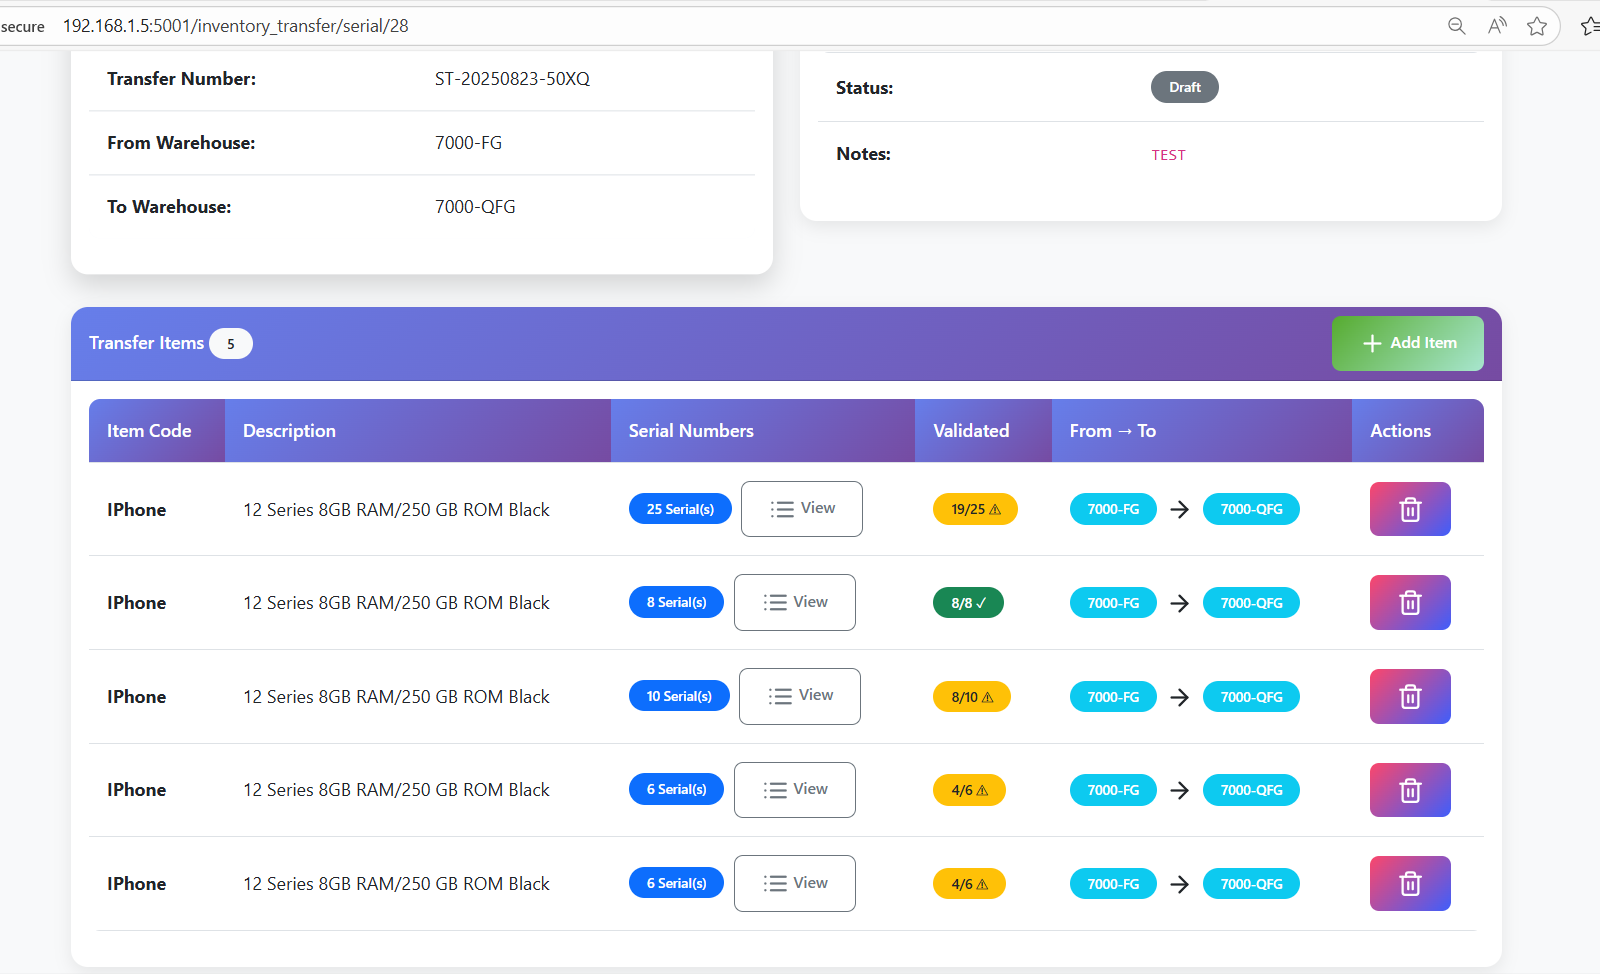 secure 192.168.1.5:5001/inventory_transfer/serial/28
Transfer Number: ST-20250823-50XQ
From Warehouse: 7000-FG
To Warehouse: 7000-QFG
Status: Draft
Notes: TEST
Transfer Items 5
+ Add Item
Item Code Description Serial Numbers Validated From → To Actions
IPhone 12 Series 8GB RAM/250 GB ROM Black 25 Serial(s) View 19/25 ⚠ 7000-FG → 7000-QFG
IPhone 12 Series 8GB RAM/250 GB ROM Black 8 Serial(s) View 8/8 ✓ 7000-FG → 7000-QFG
IPhone 12 Series 8GB RAM/250 GB ROM Black 10 Serial(s) View 8/10 ⚠ 7000-FG → 7000-QFG
IPhone 12 Series 8GB RAM/250 GB ROM Black 6 Serial(s) View 4/6 ⚠ 7000-FG → 7000-QFG
IPhone 12 Series 8GB RAM/250 GB ROM Black 6 Serial(s) View 4/6 ⚠ 7000-FG → 7000-QFG